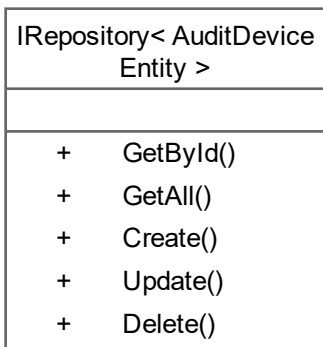 IRepository< AuditDevice
Entity >
+ GetById()
+ GetAll()
+ Create()
+ Update()
+ Delete()